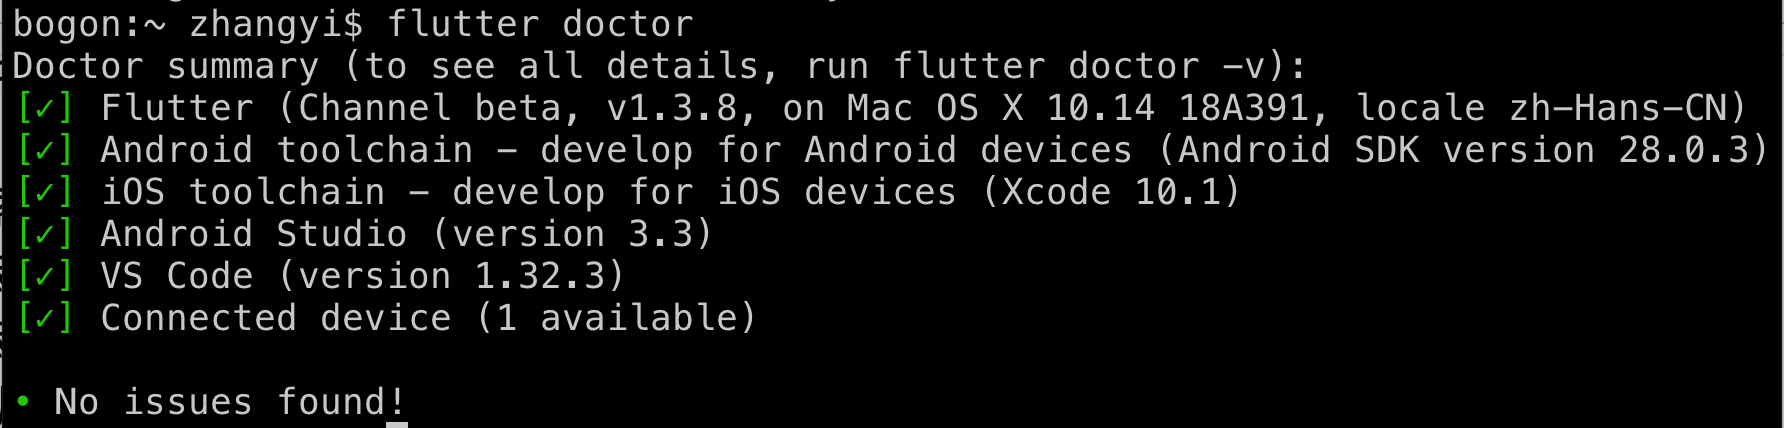 bogon:~ zhangyi$ flutter doctor
Doctor summary (to see all details, run flutter doctor -v):
[✓] Flutter (Channel beta, v1.3.8, on Mac OS X 10.14 18A391, locale zh-Hans-CN)
[✓] Android toolchain - develop for Android devices (Android SDK version 28.0.3)
[✓] iOS toolchain - develop for iOS devices (Xcode 10.1)
[✓] Android Studio (version 3.3)
[✓] VS Code (version 1.32.3)
[✓] Connected device (1 available)
• No issues found!